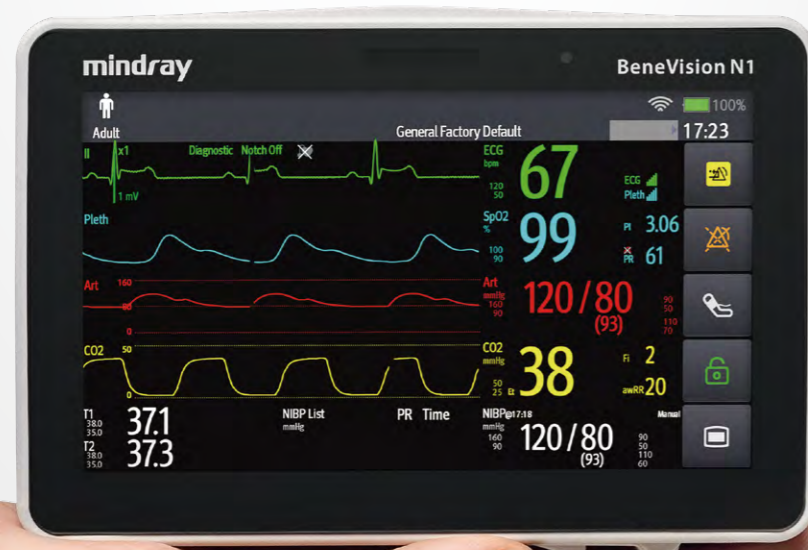 mindray
BeneVision N1
100%
Adult General Factory Default 17:23
II x1 Diagnostic Notch Off
1 mV
ECG
bpm
120
50
67
ECG
Pleth
Pleth
SpO2
%
100
90
99
PI 3.06
PR 61
Art 160
80
0
Art
mmHg
160
90
120/80
(93)
90
50
110
70
CO2 50
0
CO2
mmHg
50
25 Et
38
Fi 2
awRR 20
T1
38.0
35.0
37.1
T2
38.0
35.0
37.3
NIBP List
mmHg
PR Time
NIBP@17:18 Manual
mmHg
160
90
120/80
(93)
90
50
110
60